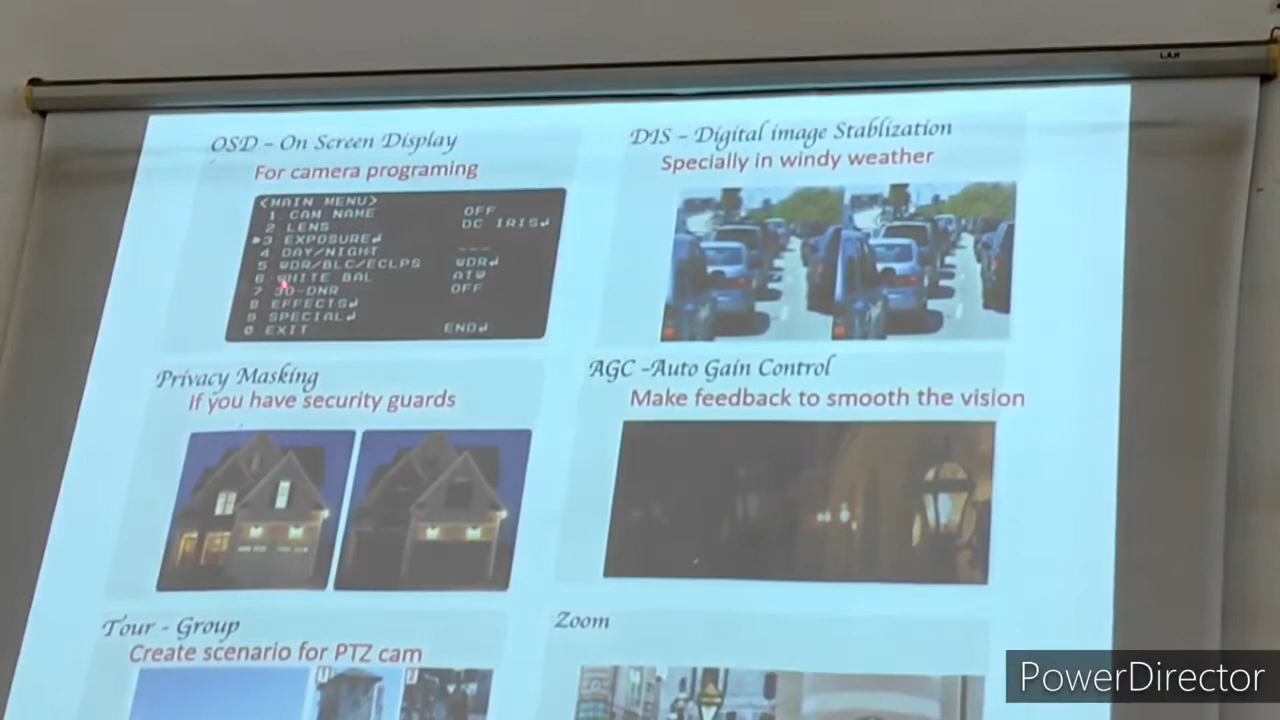 OSD - On Screen Display
For camera programing
<MAIN MENU>
1 CAM NAME OFF
2 LENS DC IRIS↲
3 EXPOSURE↲
4 DAY/NIGHT ---
5 WDR/BLC/ECLPS WDR↲
6 WHITE BAL ATW
7 3D-DNR OFF
8 EFFECTS↲
9 SPECIAL↲
0 EXIT END↲
DIS - Digital image Stablization
Specially in windy weather
Privacy Masking
If you have security guards
AGC -Auto Gain Control
Make feedback to smooth the vision
Tour - Group
Create scenario for PTZ cam
1
2
Zoom
PowerDirector